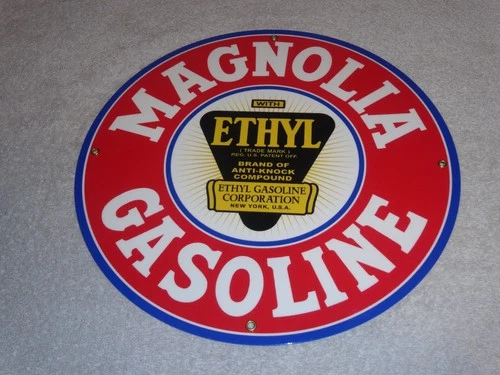 MAGNOLIA
WITH
ETHYL
( TRADE MARK )
REG. U.S. PATENT OFF.
BRAND OF
ANTI-KNOCK
COMPOUND
ETHYL GASOLINE
CORPORATION
NEW YORK, U.S.A.
GASOLINE